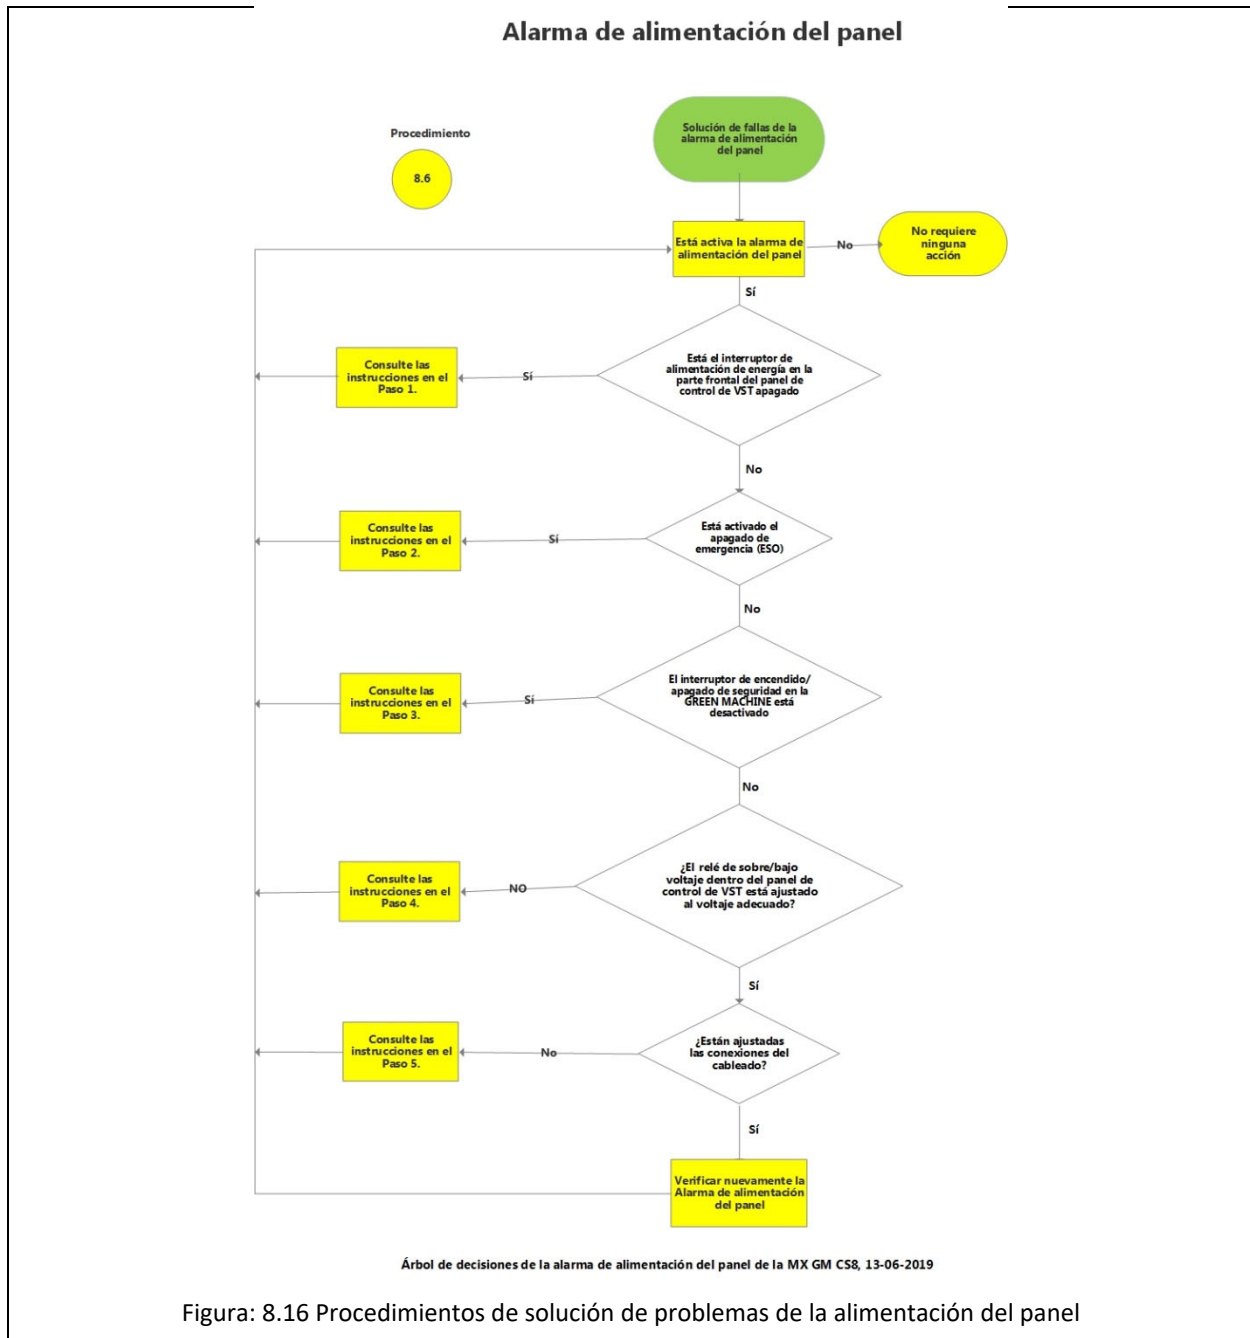 Alarma de alimentación del panel
Procedimiento
8.6
Solución de fallas de la
alarma de alimentación
del panel
Está activa la alarma de
alimentación del panel
No
No requiere
ninguna
acción
Sí
Está el interruptor de
alimentación de energía en la
parte frontal del panel de
control de VST apagado
Sí
Consulte las
instrucciones en el
Paso 1.
No
Está activado el
apagado de
emergencia (ESO)
Sí
Consulte las
instrucciones en el
Paso 2.
No
El interruptor de encendido/
apagado de seguridad en la
GREEN MACHINE está
desactivado
Sí
Consulte las
instrucciones en el
Paso 3.
No
¿El relé de sobre/bajo
voltaje dentro del panel de
control de VST está ajustado
al voltaje adecuado?
NO
Consulte las
instrucciones en el
Paso 4.
Sí
¿Están ajustadas
las conexiones del
cableado?
No
Consulte las
instrucciones en el
Paso 5.
Sí
Verificar nuevamente la
Alarma de alimentación
del panel
Árbol de decisiones de la alarma de alimentación del panel de la MX GM CS8, 13-06-2019
Figura: 8.16 Procedimientos de solución de problemas de la alimentación del panel